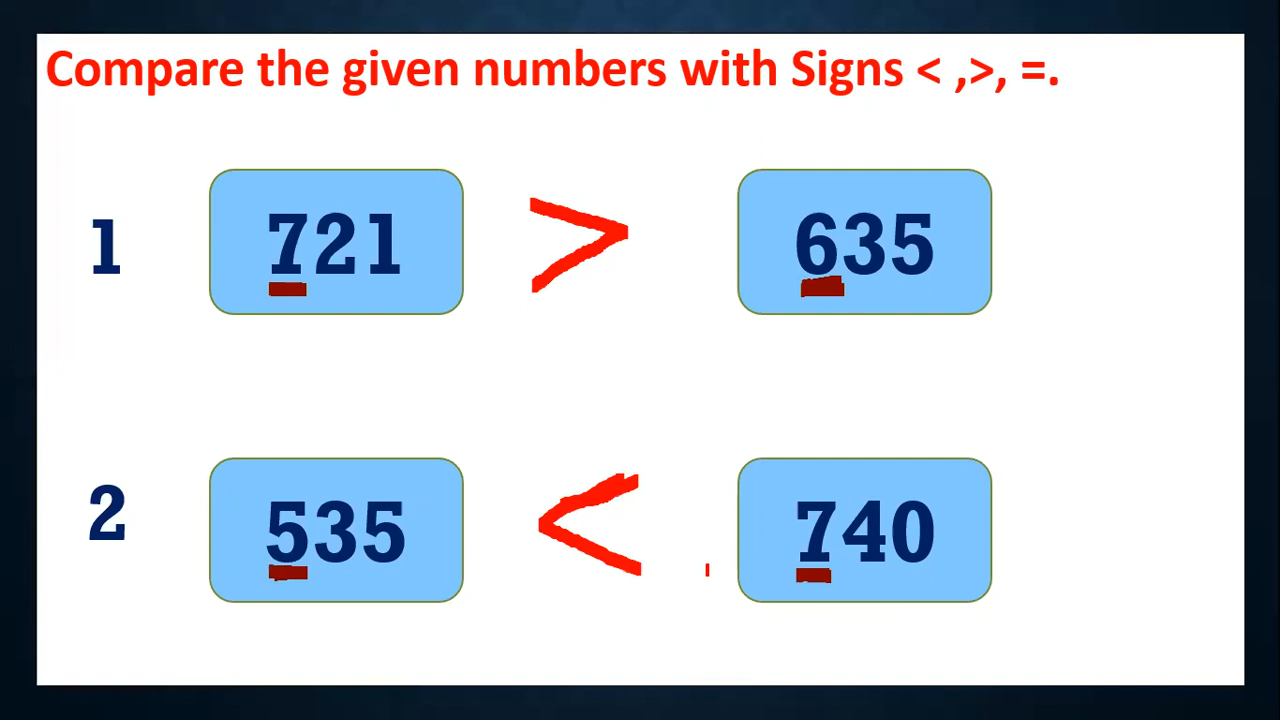 Compare the given numbers with Signs < ,>, =.
1 721 > 635
2 535 < 740